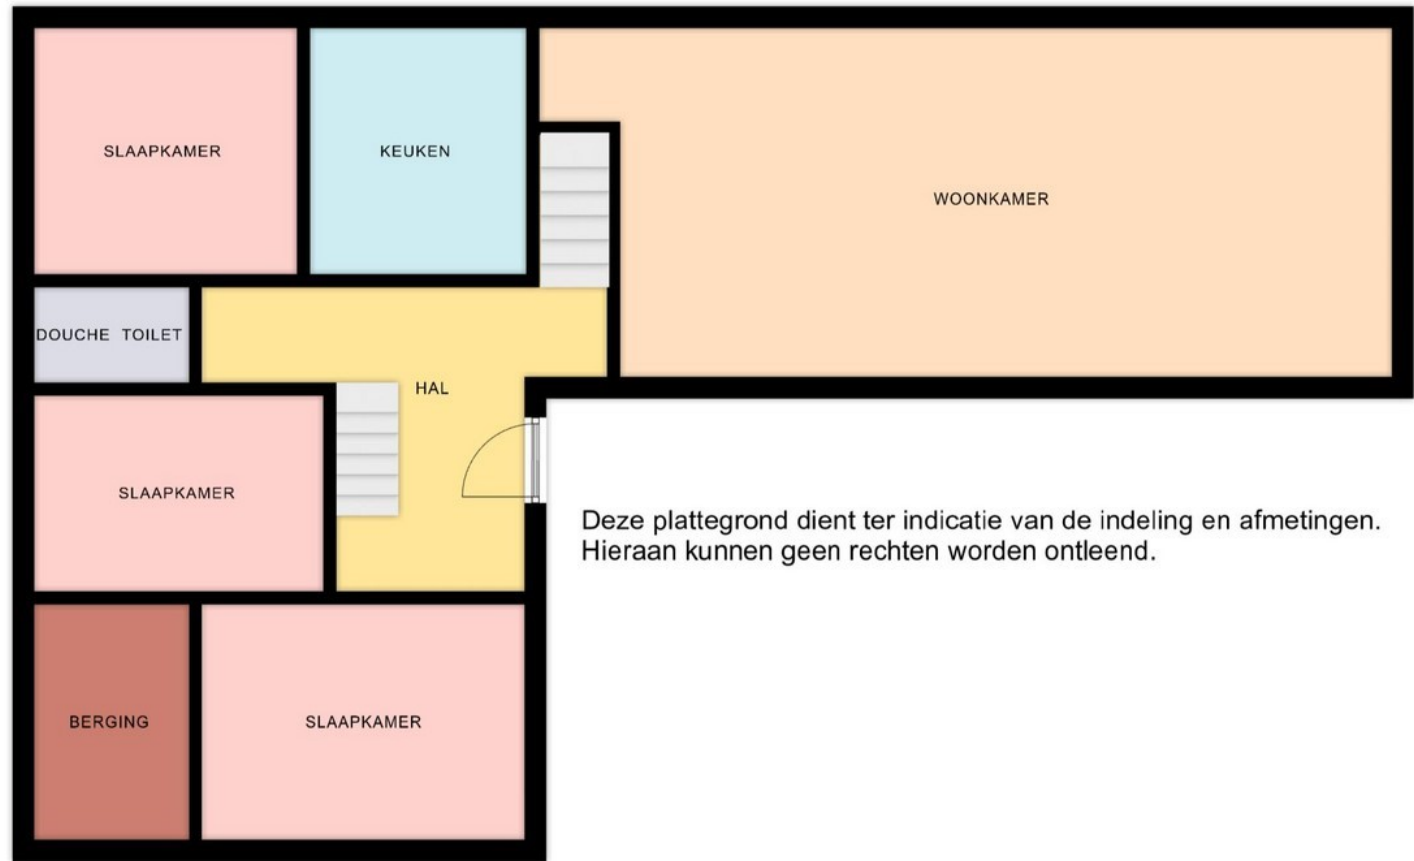 SLAAPKAMER
KEUKEN
WOONKAMER
DOUCHE TOILET
HAL
SLAAPKAMER
Deze plattegrond dient ter indicatie van de indeling en afmetingen.
Hieraan kunnen geen rechten worden ontleend.
BERGING
SLAAPKAMER